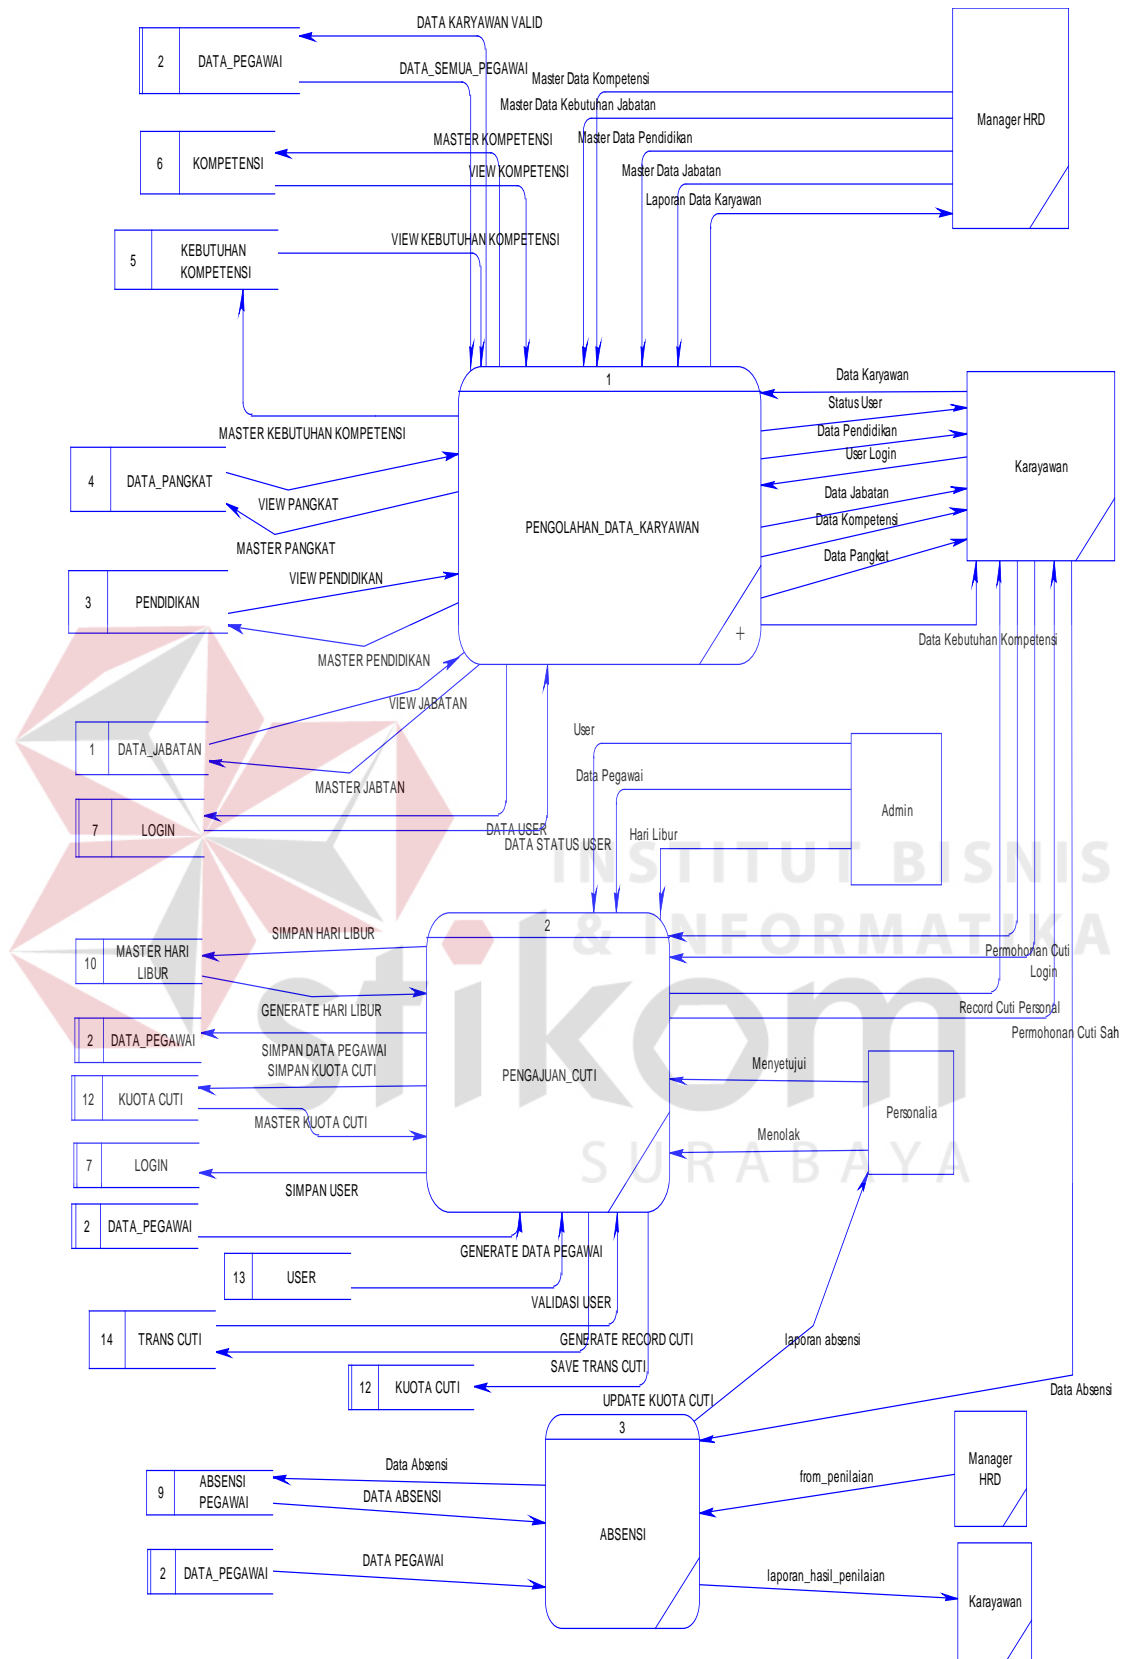 DATA KARYAWAN VALID
2
DATA_PEGAWAI
DATA_SEMUA_PEGAWAI
Master Data Kompetensi
Master Data Kebutuhan Jabatan
Manager HRD
MASTER KOMPETENSI
Master Data Pendidikan
6
KOMPETENSI
VIEW KOMPETENSI
Master Data Jabatan
Laporan Data Karyawan
5
KEBUTUHAN
KOMPETENSI
VIEW KEBUTUHAN KOMPETENSI
1
Data Karyawan
Status User
MASTER KEBUTUHAN KOMPETENSI
Data Pendidikan
User Login
Karayawan
4
DATA_PANGKAT
VIEW PANGKAT
Data Jabatan
PENGOLAHAN_DATA_KARYAWAN
Data Kompetensi
MASTER PANGKAT
Data Pangkat
VIEW PENDIDIKAN
3
PENDIDIKAN
+
Data Kebutuhan Kompetensi
MASTER PENDIDIKAN
VIEW JABATAN
User
1
DATA_JABATAN
Data Pegawai
MASTER JABTAN
Admin
7
LOGIN
DATA USER
DATA STATUS USER
Hari Libur
INSTITUT BISNIS
& INFORMATIKA
stikom
SURABAYA
2
SIMPAN HARI LIBUR
10
MASTER HARI
LIBUR
Permohonan Cuti
Login
GENERATE HARI LIBUR
Record Cuti Personal
Permohonan Cuti Sah
2
DATA_PEGAWAI
SIMPAN DATA PEGAWAI
SIMPAN KUOTA CUTI
PENGAJUAN_CUTI
Menyetujui
12
KUOTA CUTI
MASTER KUOTA CUTI
Personalia
Menolak
7
LOGIN
SIMPAN USER
2
DATA_PEGAWAI
GENERATE DATA PEGAWAI
13
USER
VALIDASI USER
14
TRANS CUTI
GENERATE RECORD CUTI
laporan absensi
SAVE TRANS CUTI
12
KUOTA CUTI
UPDATE KUOTA CUTI
Data Absensi
3
Data Absensi
Manager
HRD
from_penilaian
9
ABSENSI
PEGAWAI
DATA ABSENSI
ABSENSI
DATA PEGAWAI
2
DATA_PEGAWAI
laporan_hasil_penilaian
Karayawan